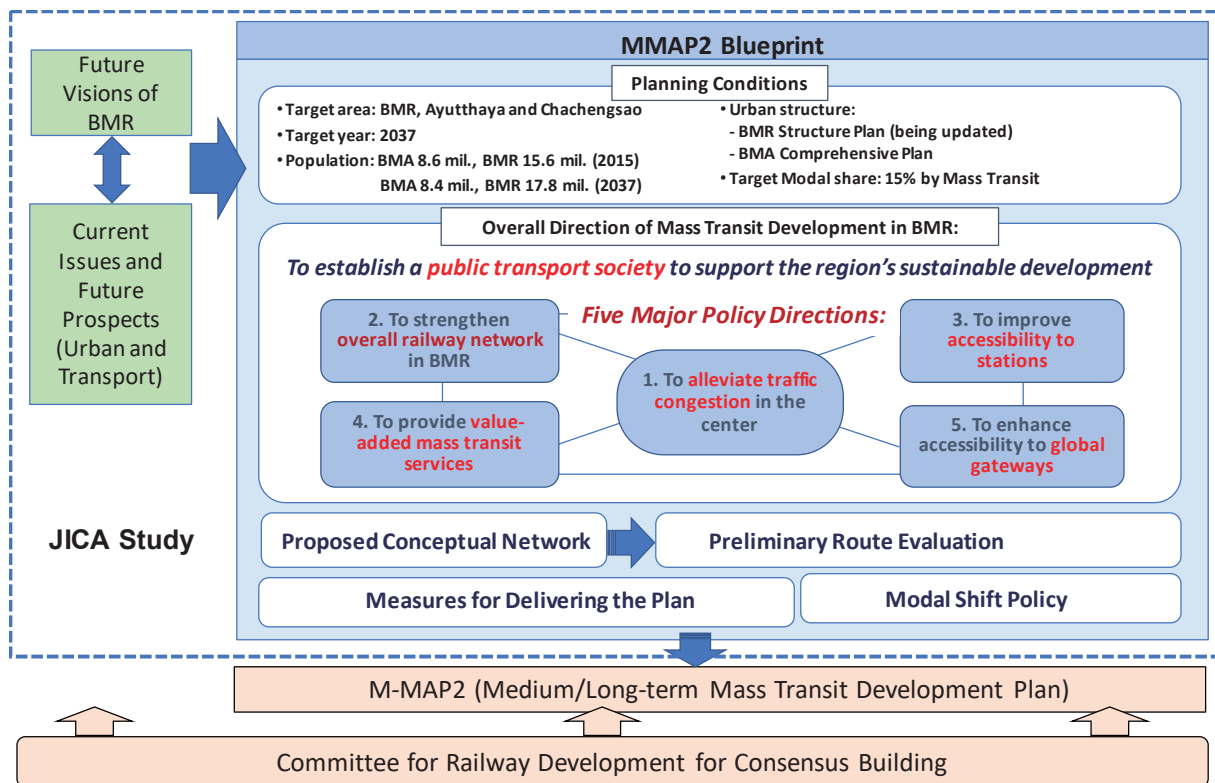 Future
Visions of
BMR
Current
Issues and
Future
Prospects
(Urban and
Transport)
JICA Study
MMAP2 Blueprint
Planning Conditions
• Target area: BMR, Ayutthaya and Chachengsao
• Target year: 2037
• Population: BMA 8.6 mil., BMR 15.6 mil. (2015)
BMA 8.4 mil., BMR 17.8 mil. (2037)
• Urban structure:
- BMR Structure Plan (being updated)
- BMA Comprehensive Plan
• Target Modal share: 15% by Mass Transit
Overall Direction of Mass Transit Development in BMR:
To establish a public transport society to support the region's sustainable development
Five Major Policy Directions:
2. To strengthen
overall railway network
in BMR
3. To improve
accessibility to
stations
1. To alleviate traffic
congestion in the
center
4. To provide value-
added mass transit
services
5. To enhance
accessibility to global
gateways
Proposed Conceptual Network
Preliminary Route Evaluation
Measures for Delivering the Plan
Modal Shift Policy
M-MAP2 (Medium/Long-term Mass Transit Development Plan)
Committee for Railway Development for Consensus Building